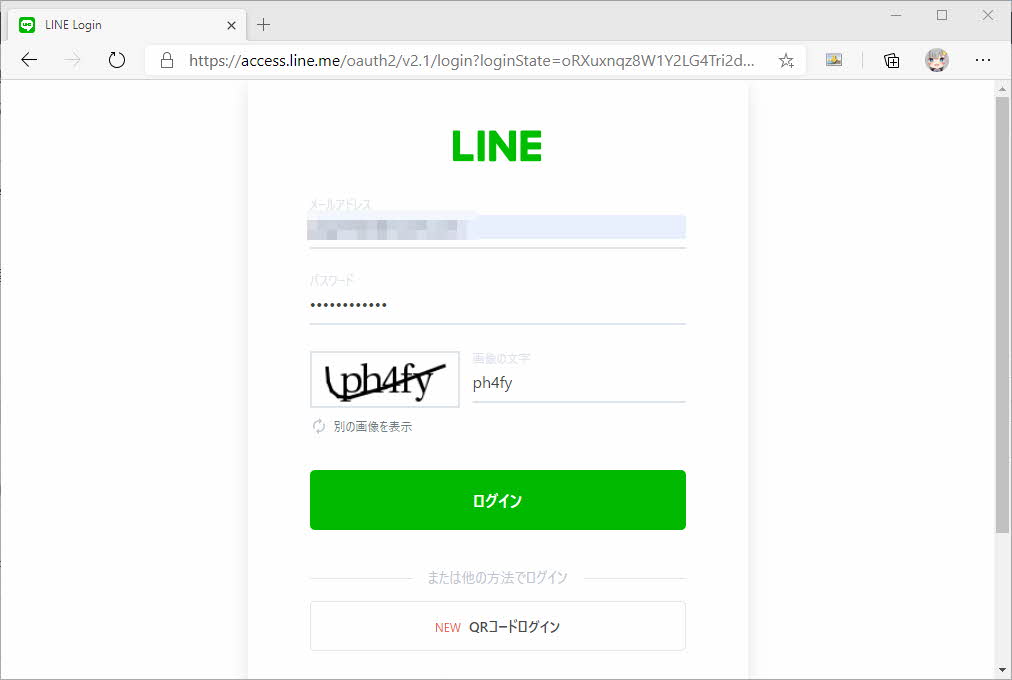 LINE Login
https://access.line.me/oauth2/v2.1/login?loginState=oRXuxnqz8W1Y2LG4Tri2d...
LINE
メールアドレス
パスワード
••••••••••••
ph4fy
画像の文字
ph4fy
別の画像を表示
ログイン
または他の方法でログイン
NEW QRコードログイン